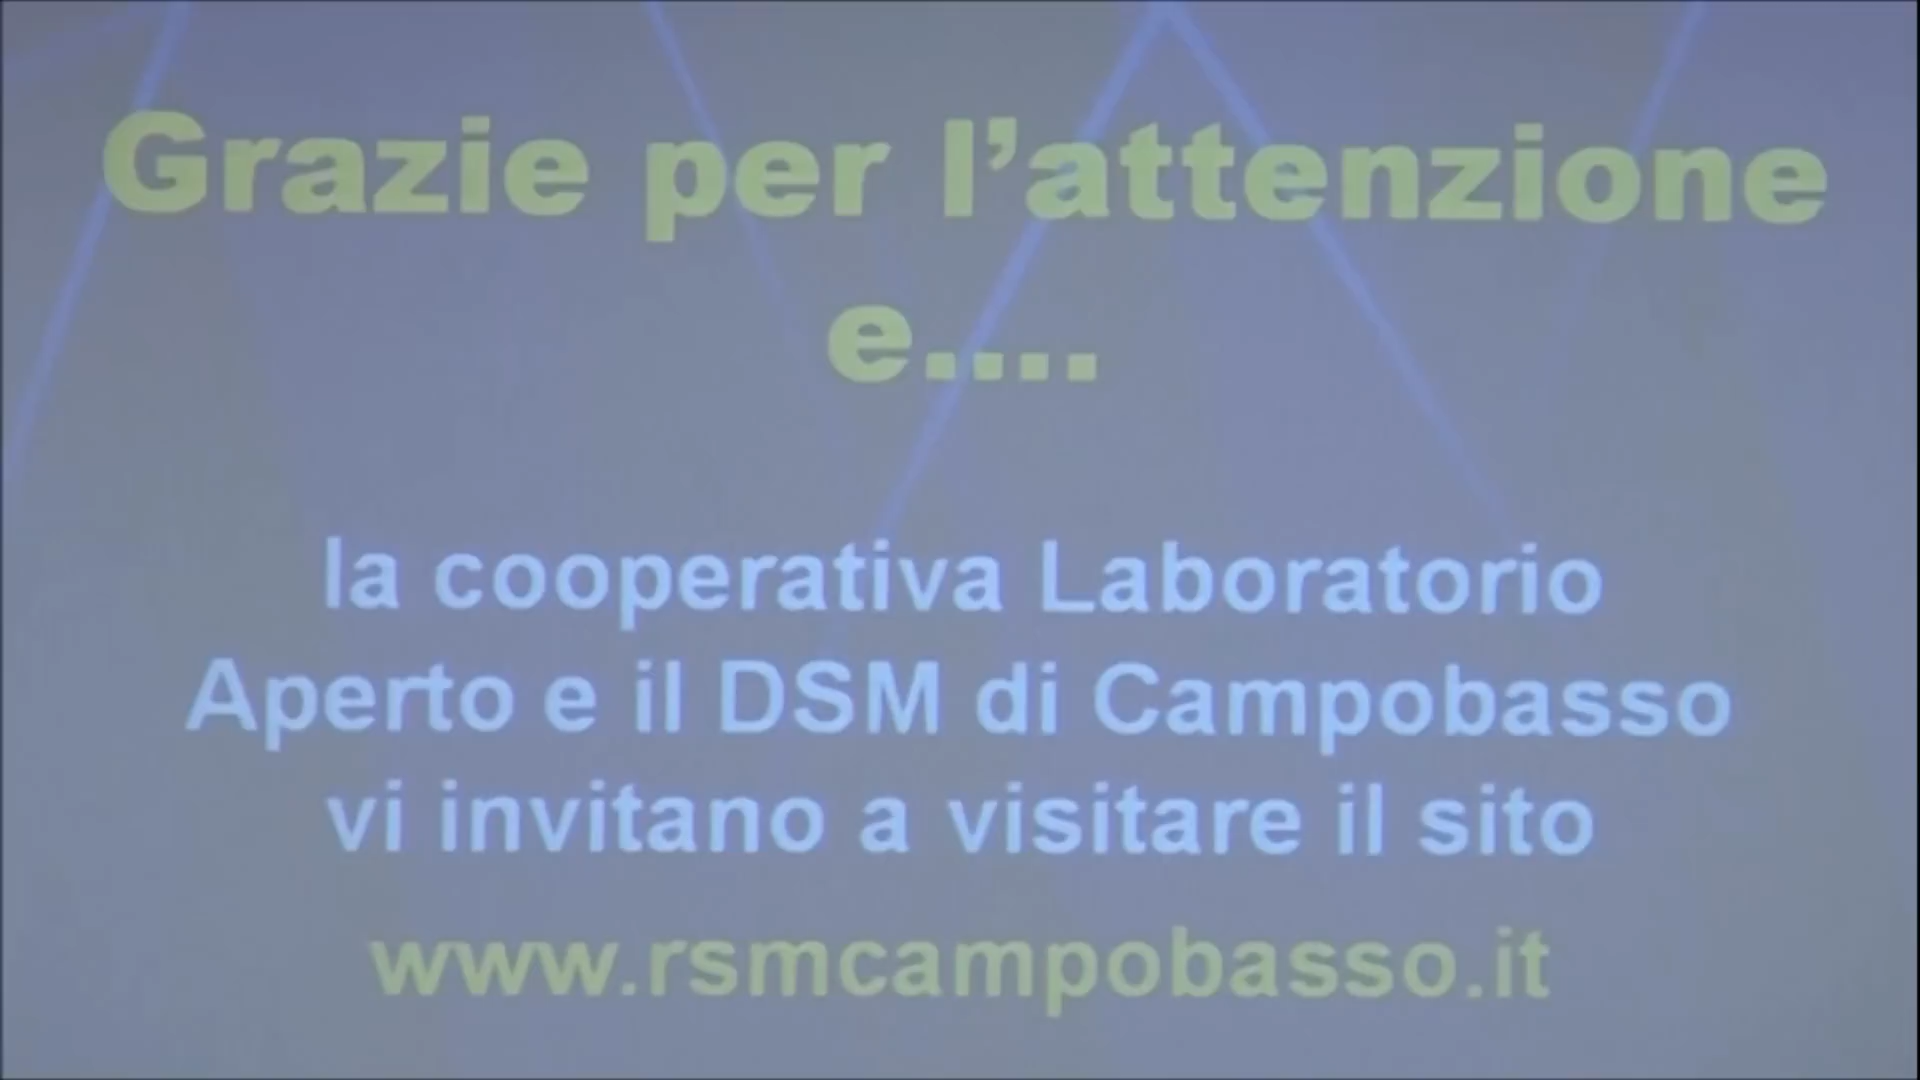 Grazie per l’attenzione
e....
la cooperativa Laboratorio
Aperto e il DSM di Campobasso
vi invitano a visitare il sito
www.rsmcampobasso.it